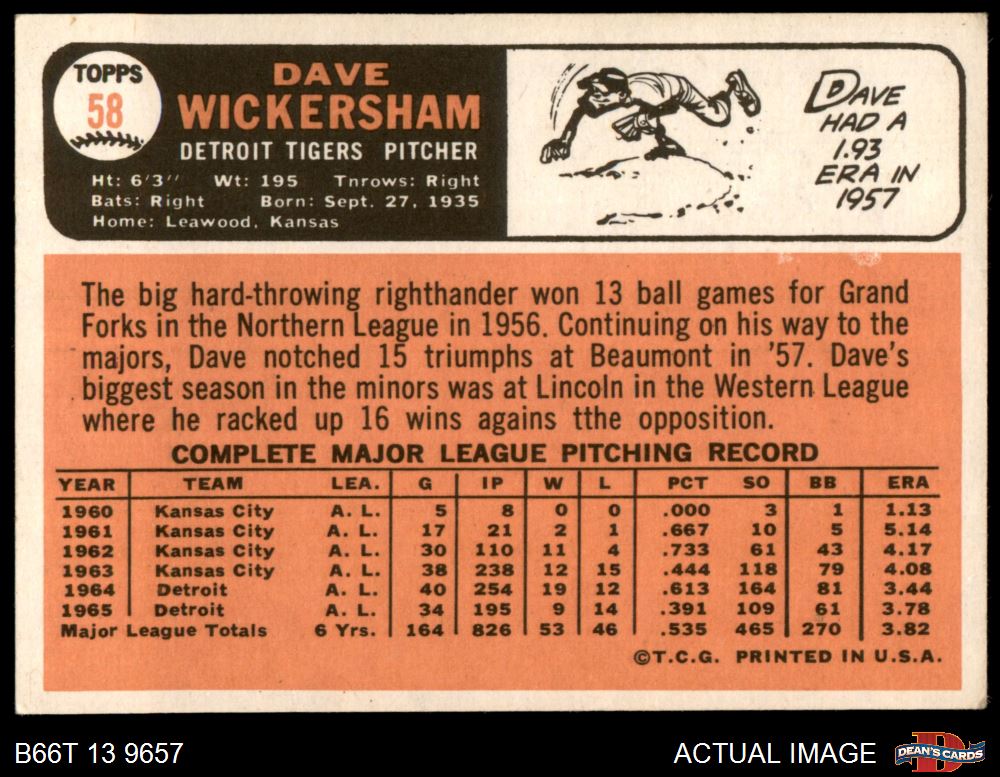 TOPPS
58
DAVE
WICKERSHAM
DETROIT TIGERS PITCHER
Ht: 6'3" Wt: 195 Tnrows: Right
Bats: Right Born: Sept. 27, 1935
Home: Leawood, Kansas
DAVE
HAD A
1.93
ERA IN
1957
The big hard-throwing righthander won 13 ball games for Grand
Forks in the Northern League in 1956. Continuing on his way to the
majors, Dave notched 15 triumphs at Beaumont in '57. Dave's
biggest season in the minors was at Lincoln in the Western League
where he racked up 16 wins agains tthe opposition.
COMPLETE MAJOR LEAGUE PITCHING RECORD
YEAR TEAM LEA. G IP W L PCT SO BB ERA
1960 Kansas City A. L. 5 8 0 0 .000 3 1 1.13
1961 Kansas City A. L. 17 21 2 1 .667 10 5 5.14
1962 Kansas City A. L. 30 110 11 4 .733 61 43 4.17
1963 Kansas City A. L. 38 238 12 15 .444 118 79 4.08
1964 Detroit A. L. 40 254 19 12 .613 164 81 3.44
1965 Detroit A. L. 34 195 9 14 .391 109 61 3.78
Major League Totals 6 Yrs. 164 826 53 46 .535 465 270 3.82
©T.C.G. PRINTED IN U.S.A.
B66T 13 9657
ACTUAL IMAGE
D
DEAN'S CARDS